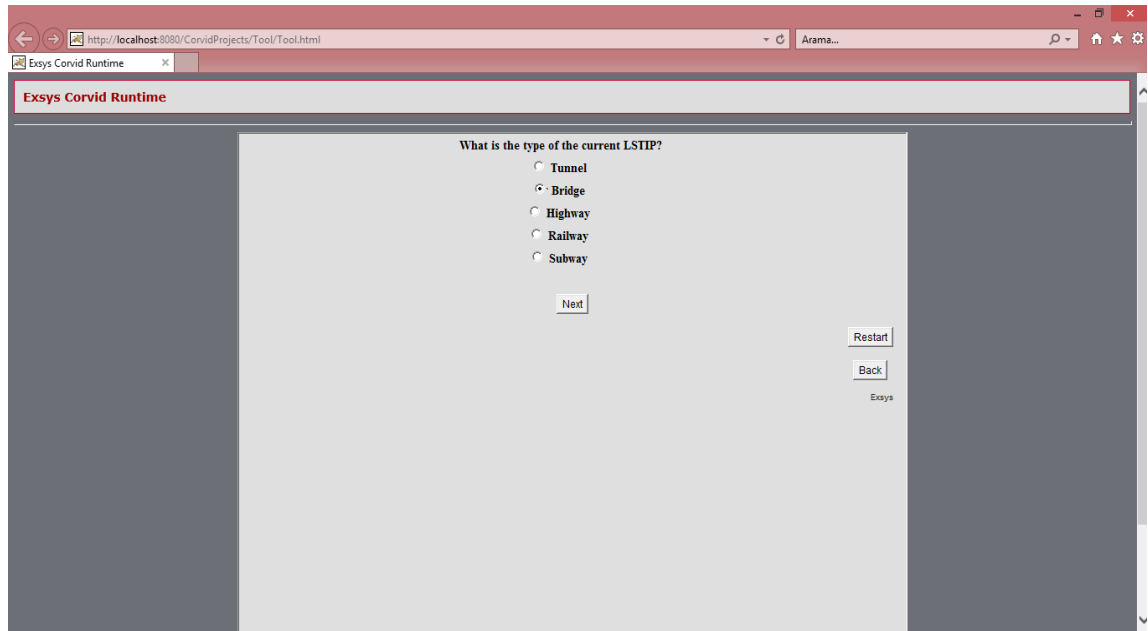 http://localhost:8080/CorvidProjects/Tool/Tool.html
Arama...
Exsys Corvid Runtime
Exsys Corvid Runtime
What is the type of the current LSTIP?
Tunnel
Bridge
Highway
Railway
Subway
Next
Restart
Back
Exsys